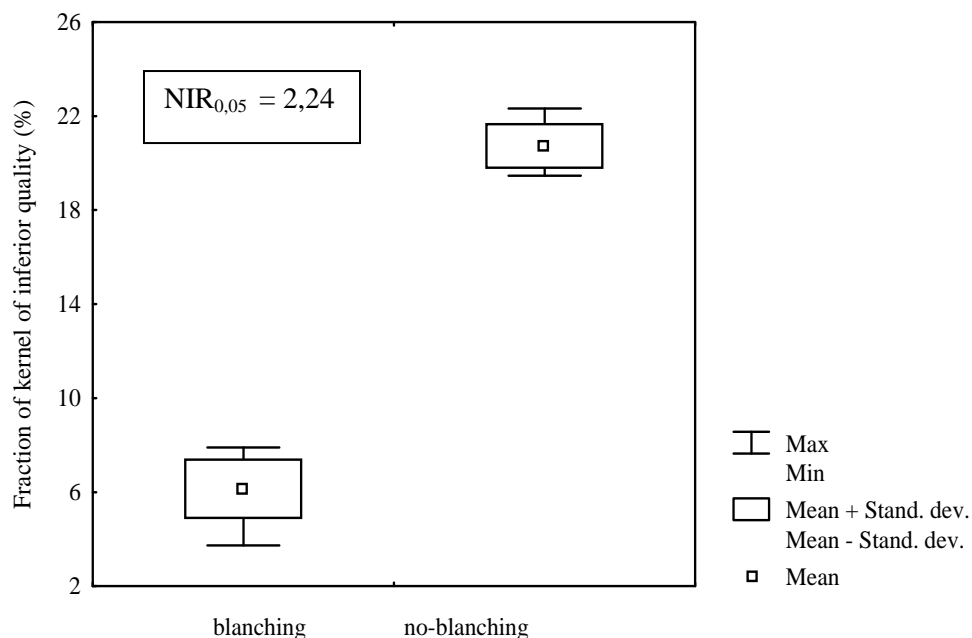 Fraction of kernel of inferior quality (%)
26
22
18
14
10
6
2
NIR0,05 = 2,24
blanching no-blanching
Max
Min
Mean + Stand. dev.
Mean - Stand. dev.
Mean